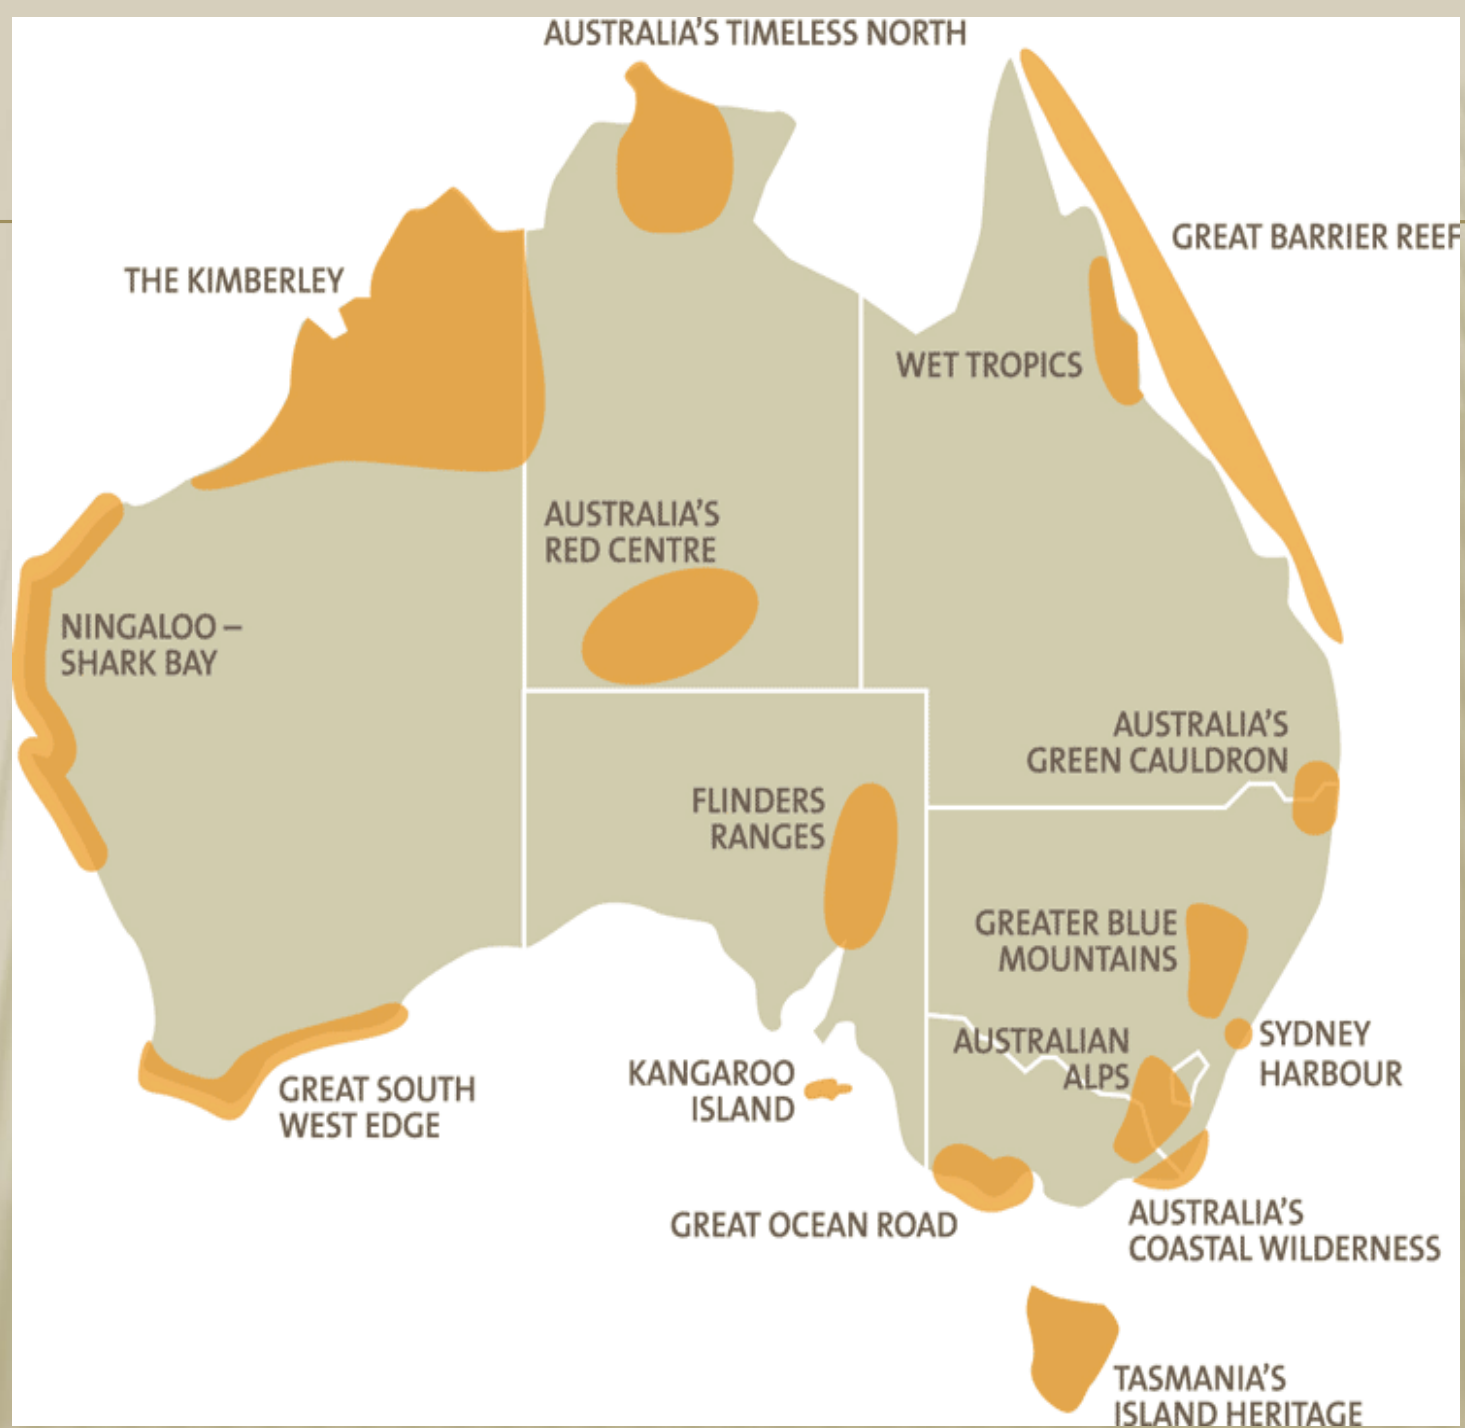 AUSTRALIA'S TIMELESS NORTH
GREAT BARRIER REEF
THE KIMBERLEY
WET TROPICS
AUSTRALIA'S
RED CENTRE
NINGALOO –
SHARK BAY
AUSTRALIA'S
GREEN CAULDRON
FLINDERS
RANGES
GREATER BLUE
MOUNTAINS
SYDNEY
HARBOUR
AUSTRALIAN
ALPS
KANGAROO
ISLAND
GREAT SOUTH
WEST EDGE
GREAT OCEAN ROAD
AUSTRALIA'S
COASTAL WILDERNESS
TASMANIA'S
ISLAND HERITAGE